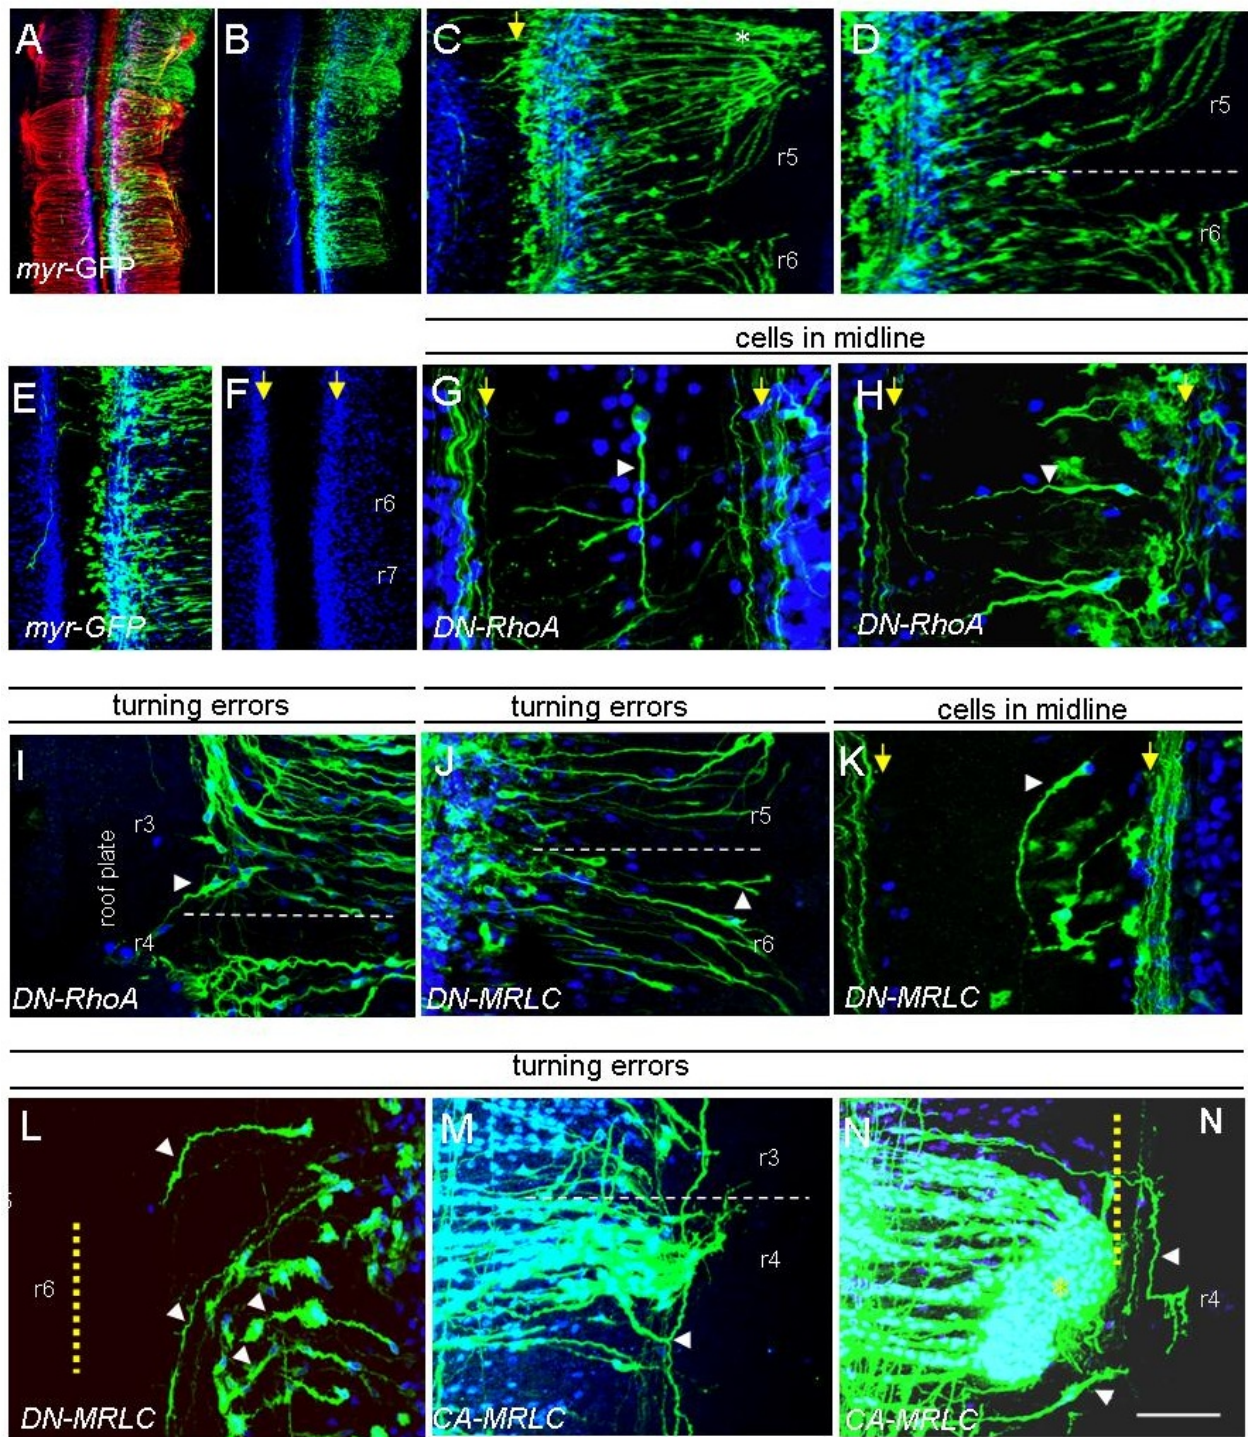 A B C D
*
r5 r5
r6 r6
myr-GFP
cells in midline
E F G H
r6
r7
myr-GFP DN-RhoA DN-RhoA
turning errors turning errors cells in midline
I J K
r3 r5
roof plate
r4 r6
DN-RhoA DN-MRLC DN-MRLC
turning errors
L M N N
r3
r6 r4 r4
*
DN-MRLC CA-MRLC CA-MRLC